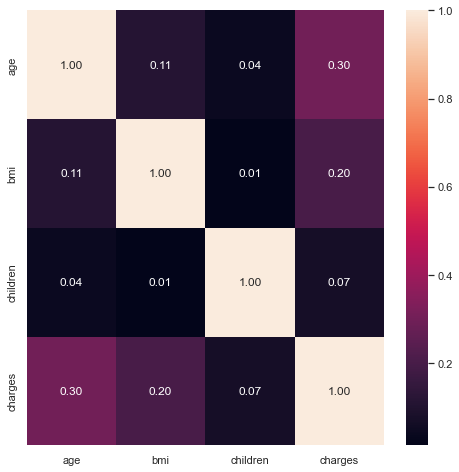 age 1.00 0.11 0.04 0.30
bmi 0.11 1.00 0.01 0.20
children 0.04 0.01 1.00 0.07
charges 0.30 0.20 0.07 1.00
age bmi children charges
1.0
0.8
0.6
0.4
0.2